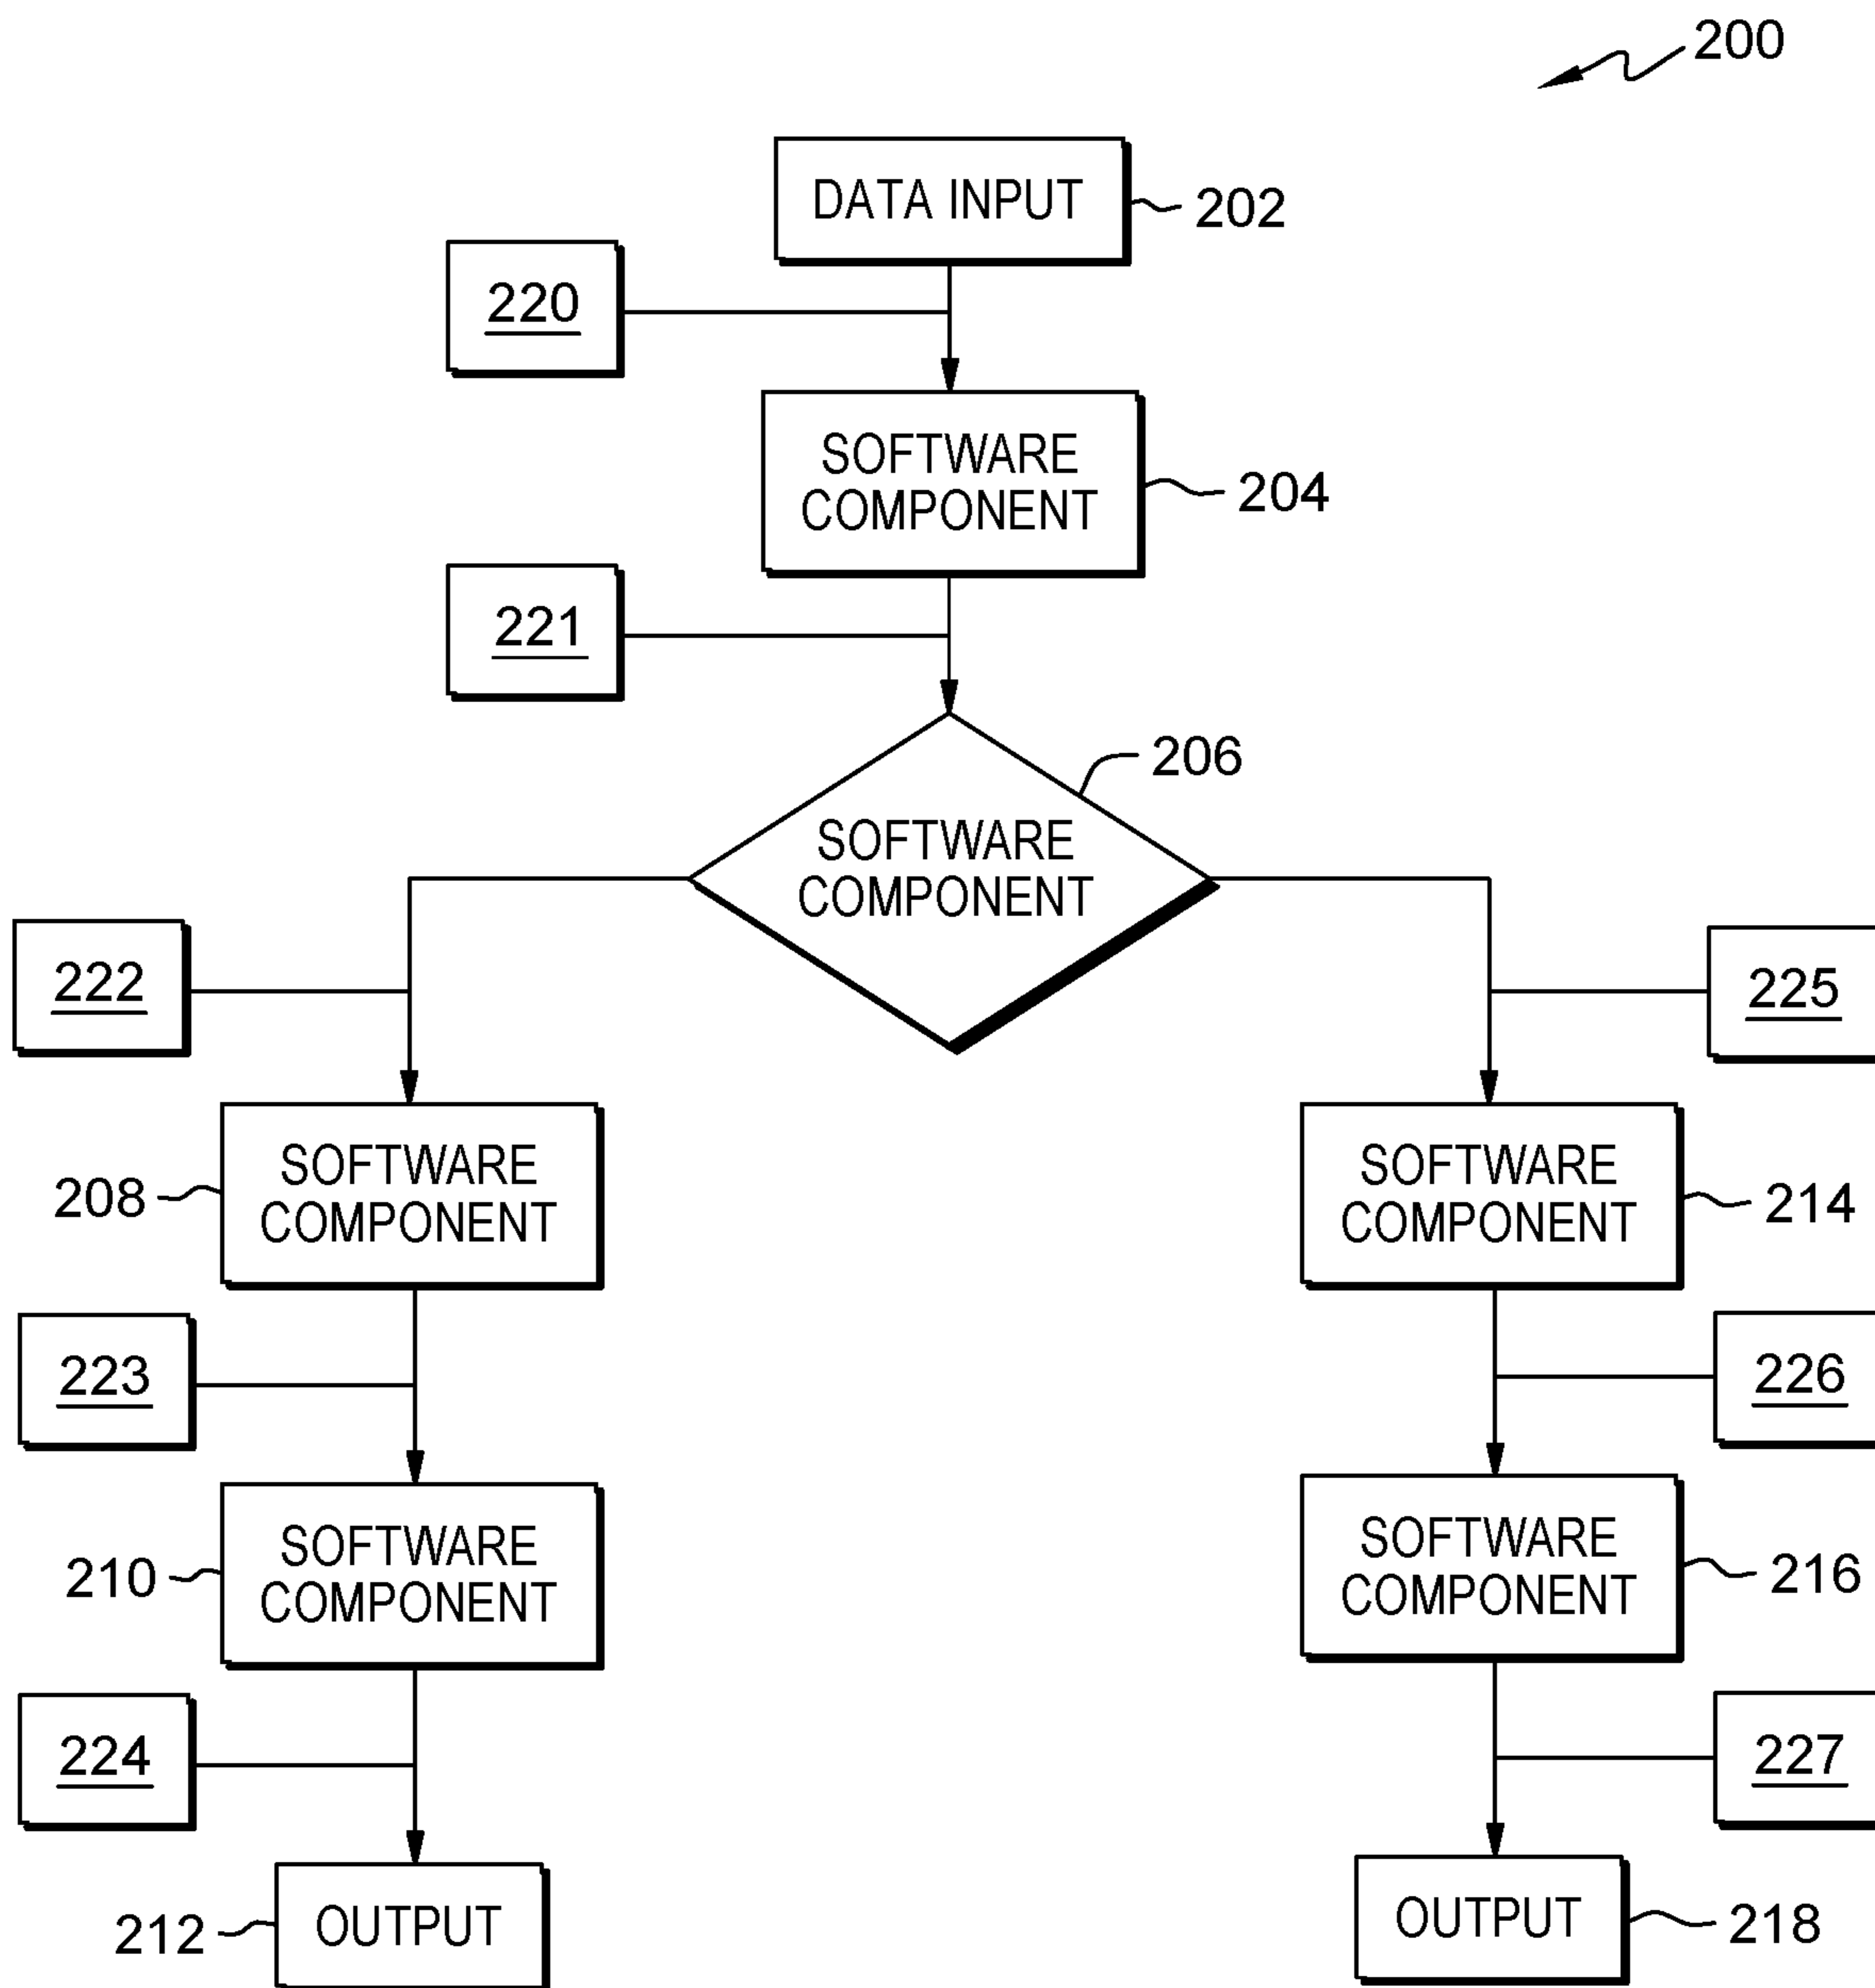 200
DATA INPUT
202
220
SOFTWARE
COMPONENT
204
221
206
SOFTWARE
COMPONENT
222
225
SOFTWARE
COMPONENT
208
SOFTWARE
COMPONENT
214
223
226
SOFTWARE
COMPONENT
210
SOFTWARE
COMPONENT
216
224
227
OUTPUT
212
OUTPUT
218